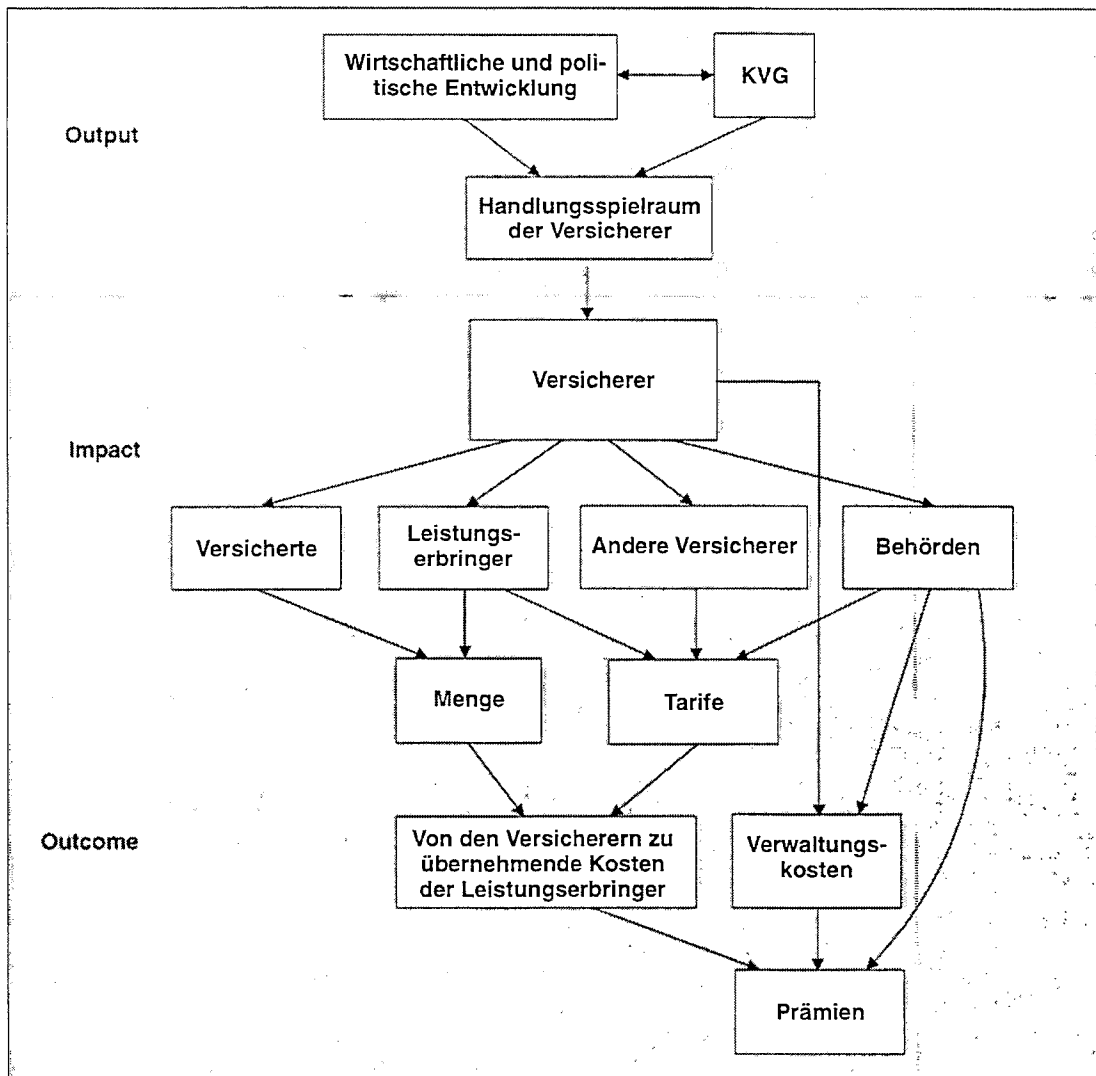 Wirtschaftliche und poli-
tische Entwicklung
KVG
Output
Handlungsspielraum
der Versicherer
Versicherer
Impact
Versicherte
Leistungs-
erbringer
Andere Versicherer
Behörden
Menge
Tarife
Outcome
Von den Versicherern zu
übernehmende Kosten
der Leistungserbringer
Verwaltungs-
kosten
Prämien